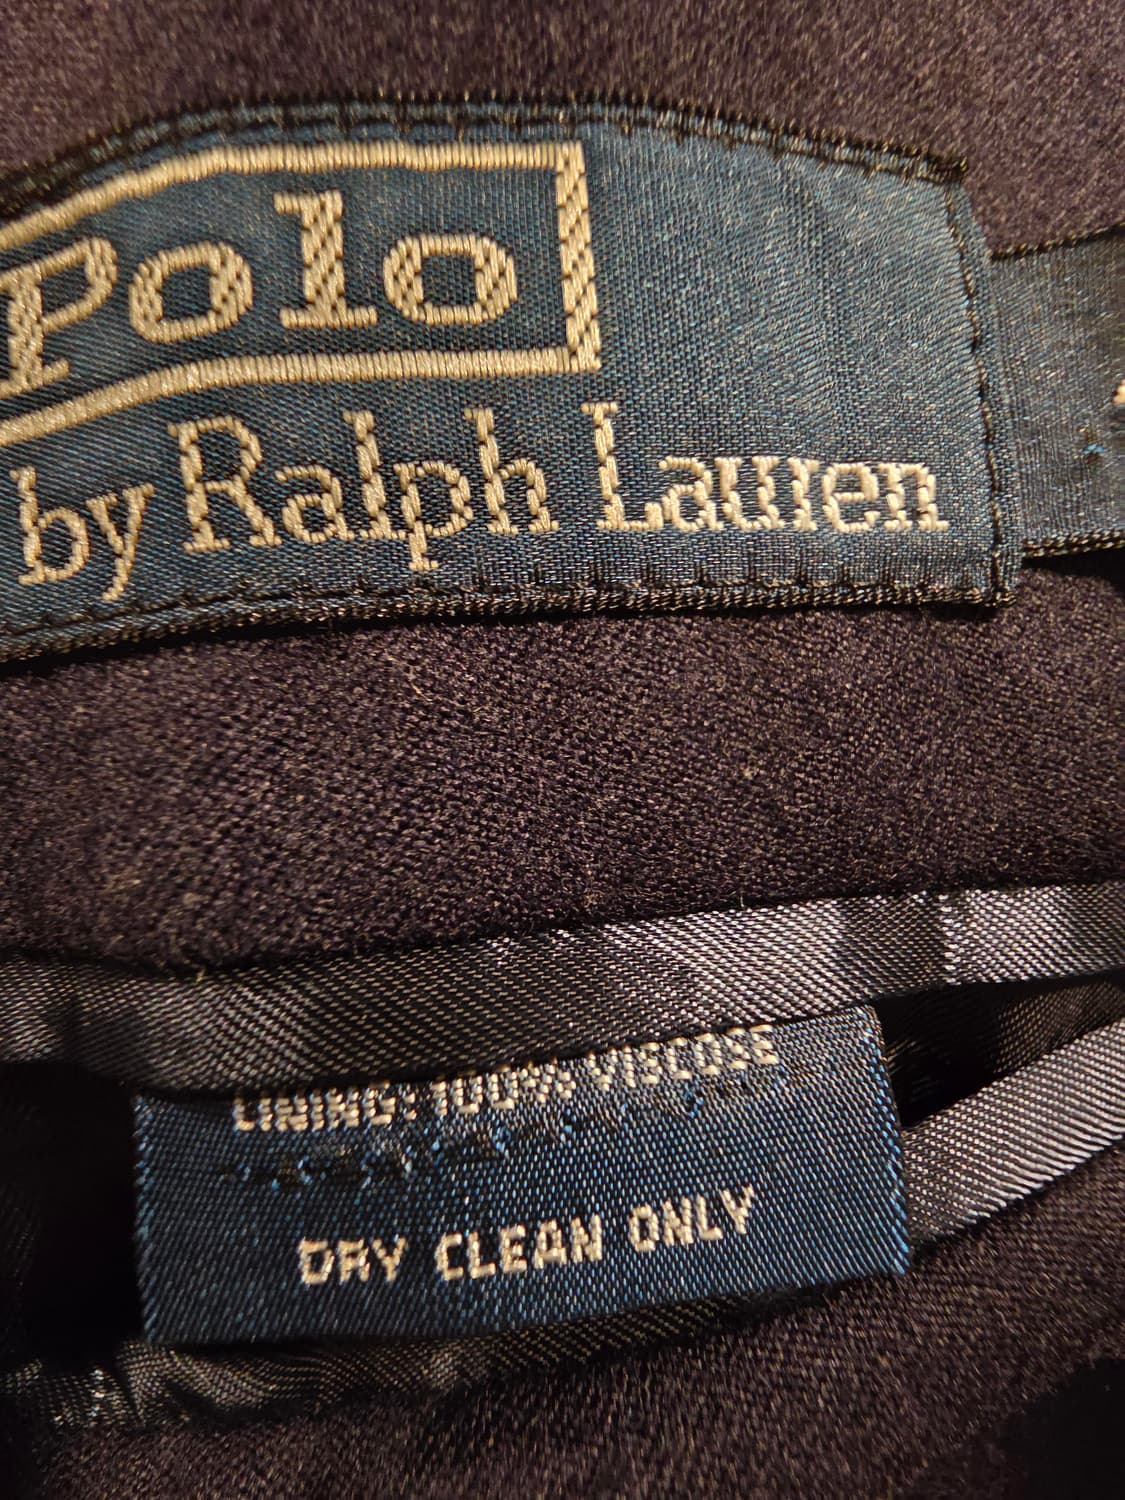 Polo
by Ralph Lauren
LINING: 100% VISCOSE
DRY CLEAN ONLY